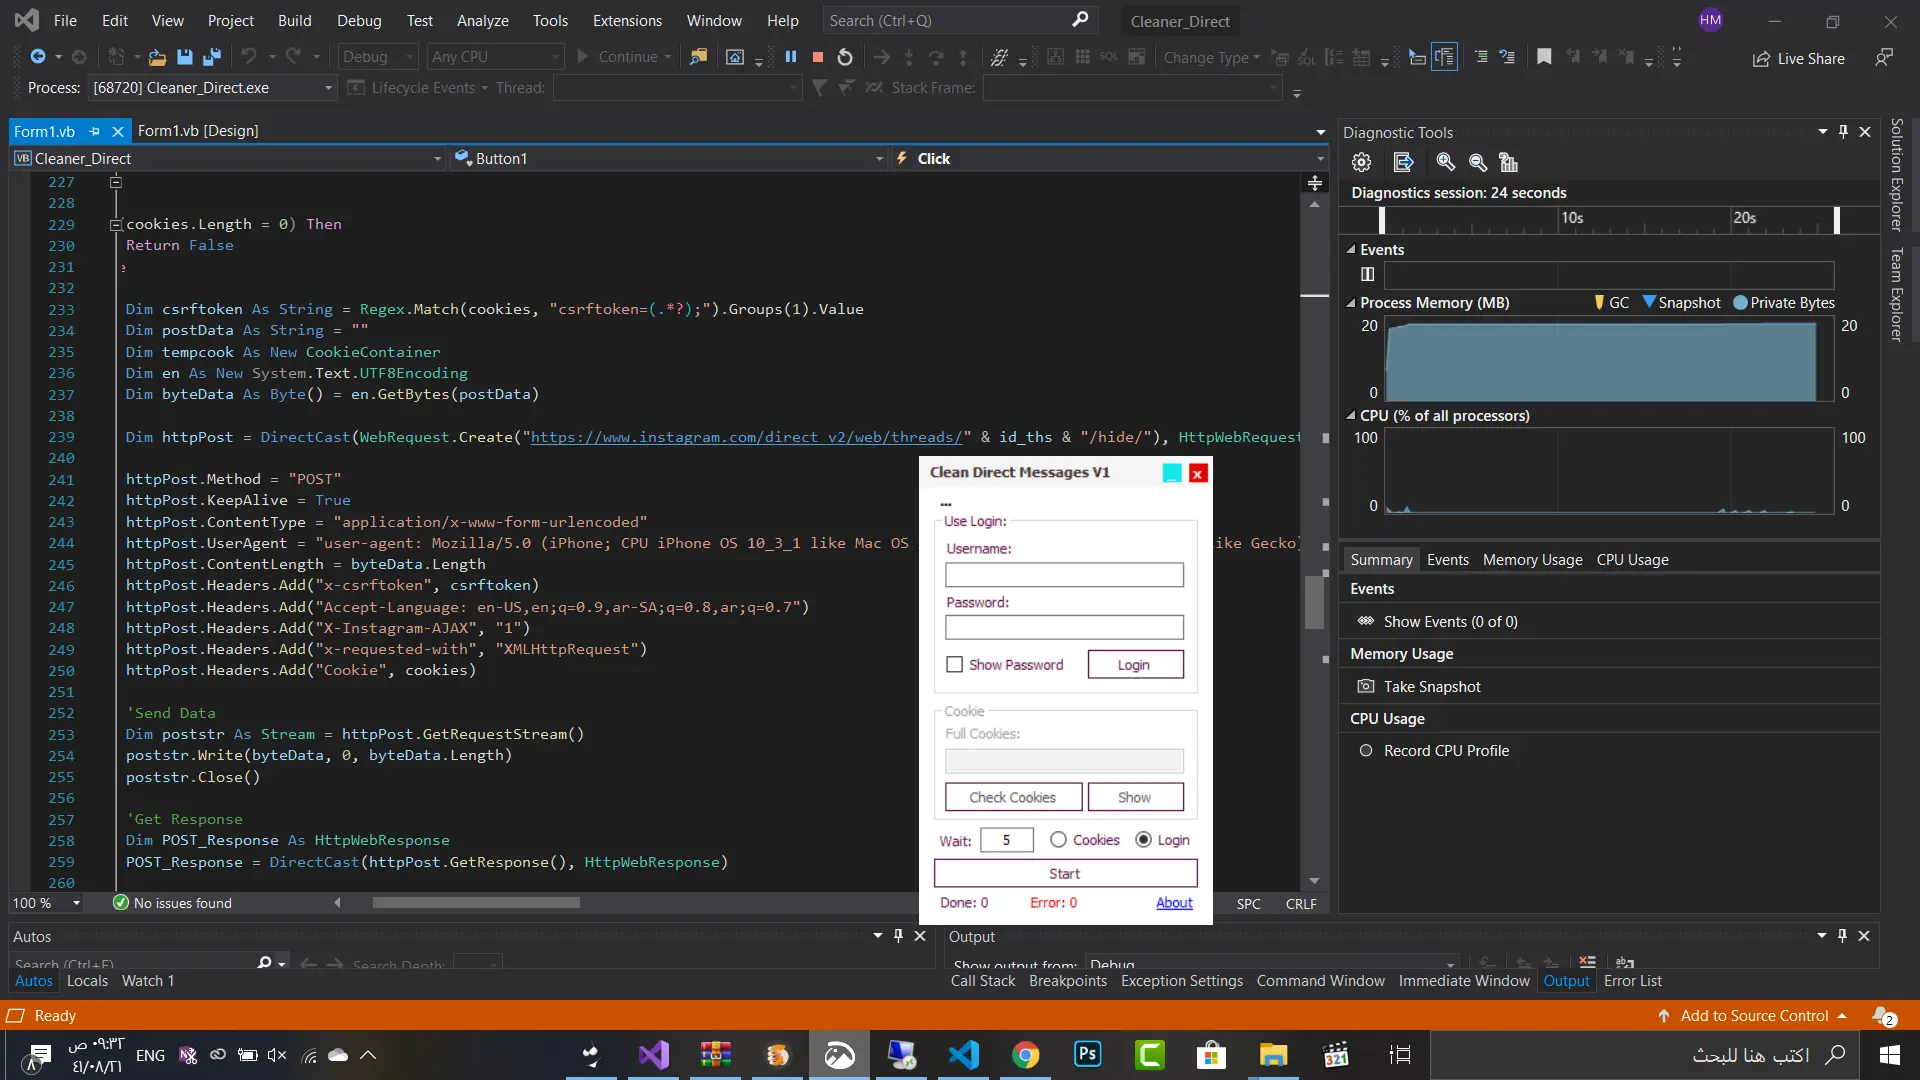 File Edit View Project Build Debug Test Analyze Tools Extensions Window Help Search (Ctrl+Q) Cleaner_Direct HM
Debug Any CPU Continue SQL Change Type Live Share
Process: [68720] Cleaner_Direct.exe Lifecycle Events Thread: Stack Frame:
Form1.vb Form1.vb [Design]
VB Cleaner_Direct Button1 Click
227
228
229 (cookies.Length = 0) Then
230 Return False
231
232
233 Dim csrftoken As String = Regex.Match(cookies, "csrftoken=(.*?);").Groups(1).Value
234 Dim postData As String = ""
235 Dim tempcook As New CookieContainer
236 Dim en As New System.Text.UTF8Encoding
237 Dim byteData As Byte() = en.GetBytes(postData)
238
239 Dim httpPost = DirectCast(WebRequest.Create("https://www.instagram.com/direct_v2/web/threads/" & id_ths & "/hide/"), HttpWebRequest
240
241 httpPost.Method = "POST"
242 httpPost.KeepAlive = True
243 httpPost.ContentType = "application/x-www-form-urlencoded"
244 httpPost.UserAgent = "user-agent: Mozilla/5.0 (iPhone; CPU iPhone OS 10_3_1 like Mac OS like Gecko)
245 httpPost.ContentLength = byteData.Length
246 httpPost.Headers.Add("x-csrftoken", csrftoken)
247 httpPost.Headers.Add("Accept-Language: en-US,en;q=0.9,ar-SA;q=0.8,ar;q=0.7")
248 httpPost.Headers.Add("X-Instagram-AJAX", "1")
249 httpPost.Headers.Add("x-requested-with", "XMLHttpRequest")
250 httpPost.Headers.Add("Cookie", cookies)
251
252 'Send Data
253 Dim poststr As Stream = httpPost.GetRequestStream()
254 poststr.Write(byteData, 0, byteData.Length)
255 poststr.Close()
256
257 'Get Response
258 Dim POST_Response As HttpWebResponse
259 POST_Response = DirectCast(httpPost.GetResponse(), HttpWebResponse)
260
100 % No issues found SPC CRLF
Clean Direct Messages V1
...
Use Login:
Username:
Password:
Show Password Login
Cookie
Full Cookies:
Check Cookies Show
Wait: 5 Cookies Login
Start
Done: 0 Error: 0 About
Diagnostic Tools
Diagnostics session: 24 seconds
10s 20s
Events
Process Memory (MB) GC Snapshot Private Bytes
20 20
0 0
CPU (% of all processors)
100 100
0 0
Summary Events Memory Usage CPU Usage
Events
Show Events (0 of 0)
Memory Usage
Take Snapshot
CPU Usage
Record CPU Profile
Solution Explorer
Team Explorer
Autos
Search (Ctrl+E) Search Depth:
Autos Locals Watch 1
Output
Show output from: Debug
Call Stack Breakpoints Exception Settings Command Window Immediate Window Output Error List
Ready Add to Source Control 2
٠٩:٣٢ ص
٤١/٠٨/٢١
ENG
Ps
321
اكتب هنا للبحث